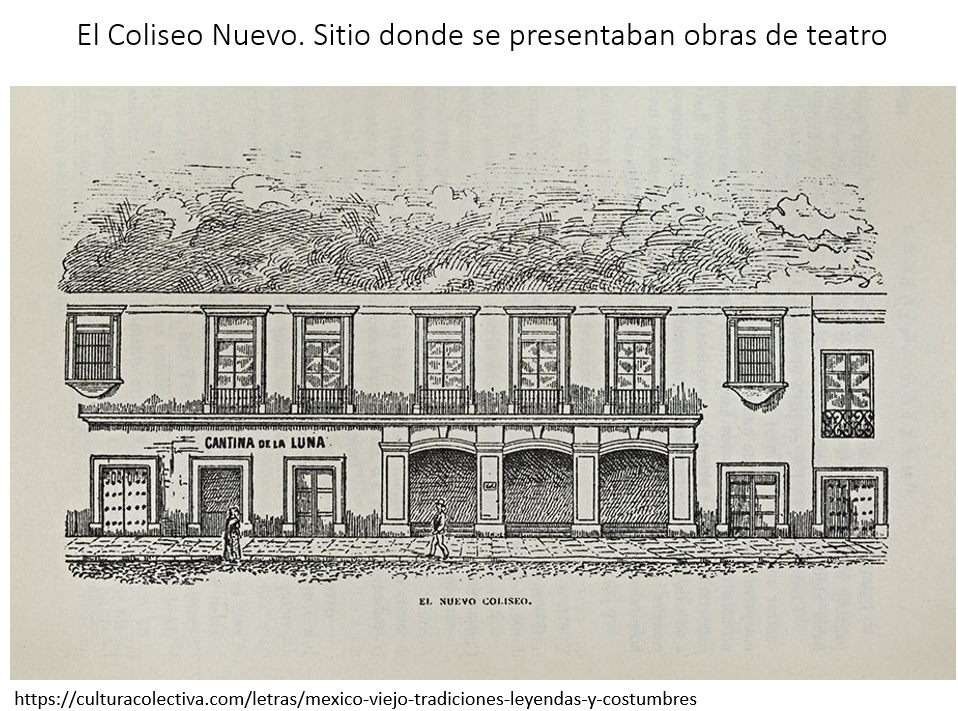 El Coliseo Nuevo. Sitio donde se presentaban obras de teatro
CANTINA DE LA LUNA
EL NUEVO COLISEO.
https://culturacolectiva.com/letras/mexico-viejo-tradiciones-leyendas-y-costumbres